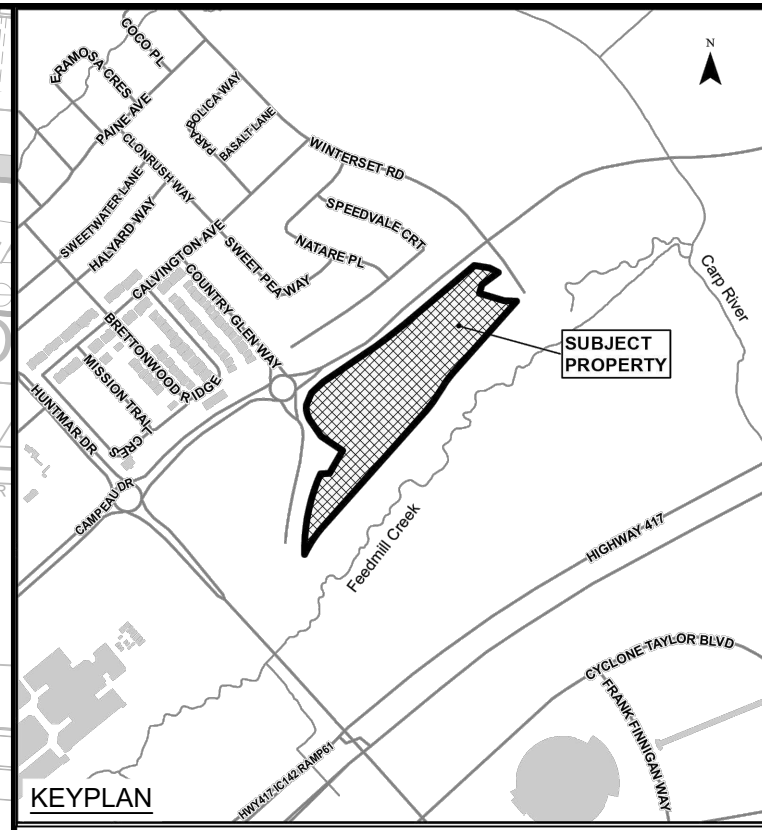 COCO PL
N
ERAMOSA CRES
PAINE AVE
BOLICA WAY
PARA
BASALT LANE
CLONRUSH WAY
WINTERSET RD
SWEETWATER LANE
HALYARD WAY
SPEEDVALE CRT
CALVINGTON AVE
SWEET PEA WAY
NATARE PL
COUNTRY GLEN WAY
Carp River
BRETTONWOOD RIDGE
SUBJECT
PROPERTY
MISSION TRAIL CRES
HUNTMAR DR
CAMPEAU DR
Feedmill Creek
HIGHWAY 417
CYCLONE TAYLOR BLVD
FRANK FINNIGAN WAY
HWY417 IC142 RAMP61
KEYPLAN